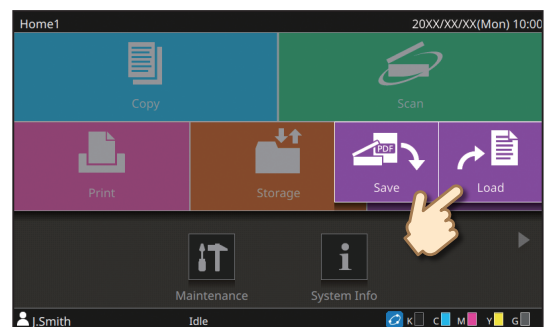 Home1 20XX/XX/XX(Mon) 10:00
Copy Scan
PDF
Print Storage Save Load
Maintenance System Info
J.Smith Idle K C M Y G